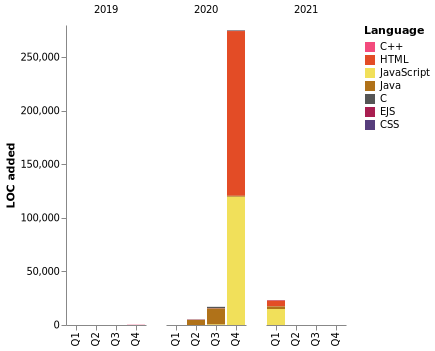 2019 2020 2021
Language
C++
HTML
JavaScript
Java
C
EJS
CSS
LOC added
250,000
200,000
150,000
100,000
50,000
0
Q1 Q2 Q3 Q4 Q1 Q2 Q3 Q4 Q1 Q2 Q3 Q4